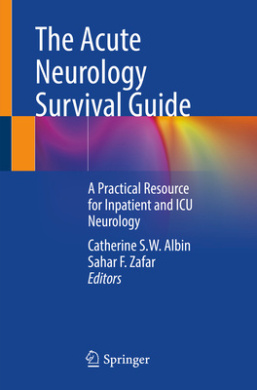 The Acute
Neurology
Survival Guide
A Practical Resource
for Inpatient and ICU
Neurology
Catherine S.W. Albin
Sahar F. Zafar
Editors
Springer